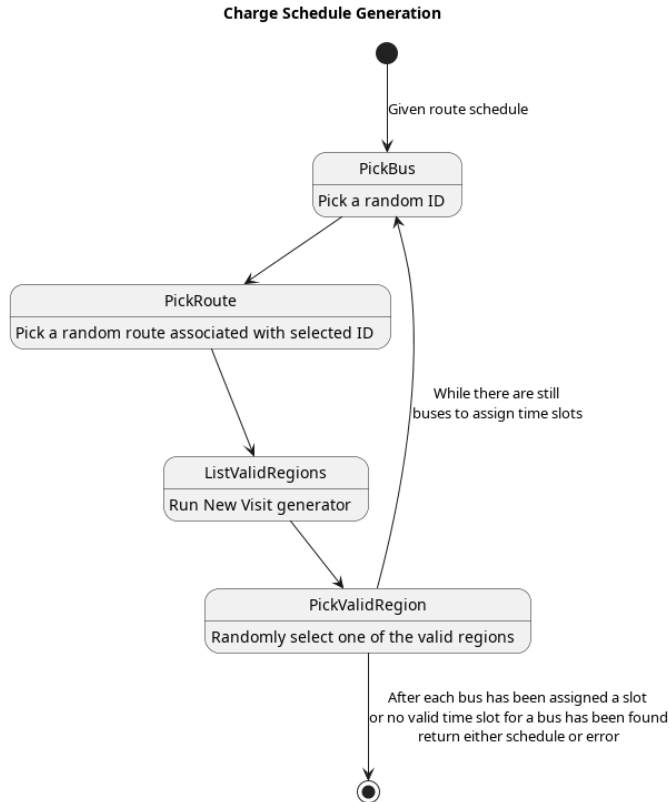 Charge Schedule Generation
Given route schedule
PickBus
Pick a random ID
PickRoute
Pick a random route associated with selected ID
While there are still
buses to assign time slots
ListValidRegions
Run New Visit generator
PickValidRegion
Randomly select one of the valid regions
After each bus has been assigned a slot
or no valid time slot for a bus has been found
return either schedule or error